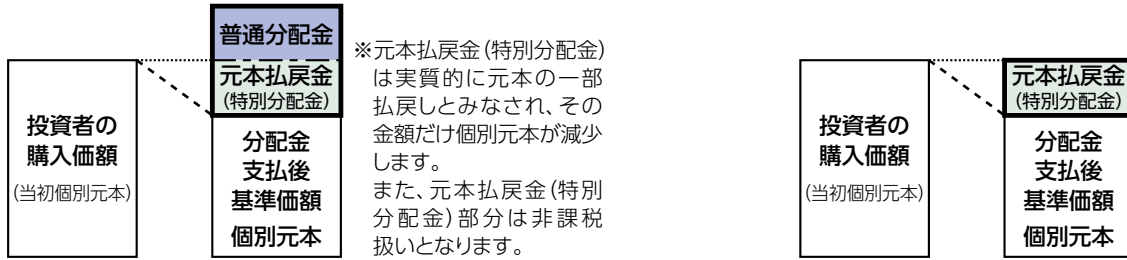 投資者の
購入価額
(当初個別元本)
普通分配金
元本払戻金
(特別分配金)
分配金
支払後
基準価額
個別元本
※元本払戻金(特別分配金)
は実質的に元本の一部
払戻しとみなされ、その
金額だけ個別元本が減少
します。
また、元本払戻金(特別
分配金)部分は非課税
扱いとなります。
投資者の
購入価額
(当初個別元本)
元本払戻金
(特別分配金)
分配金
支払後
基準価額
個別元本